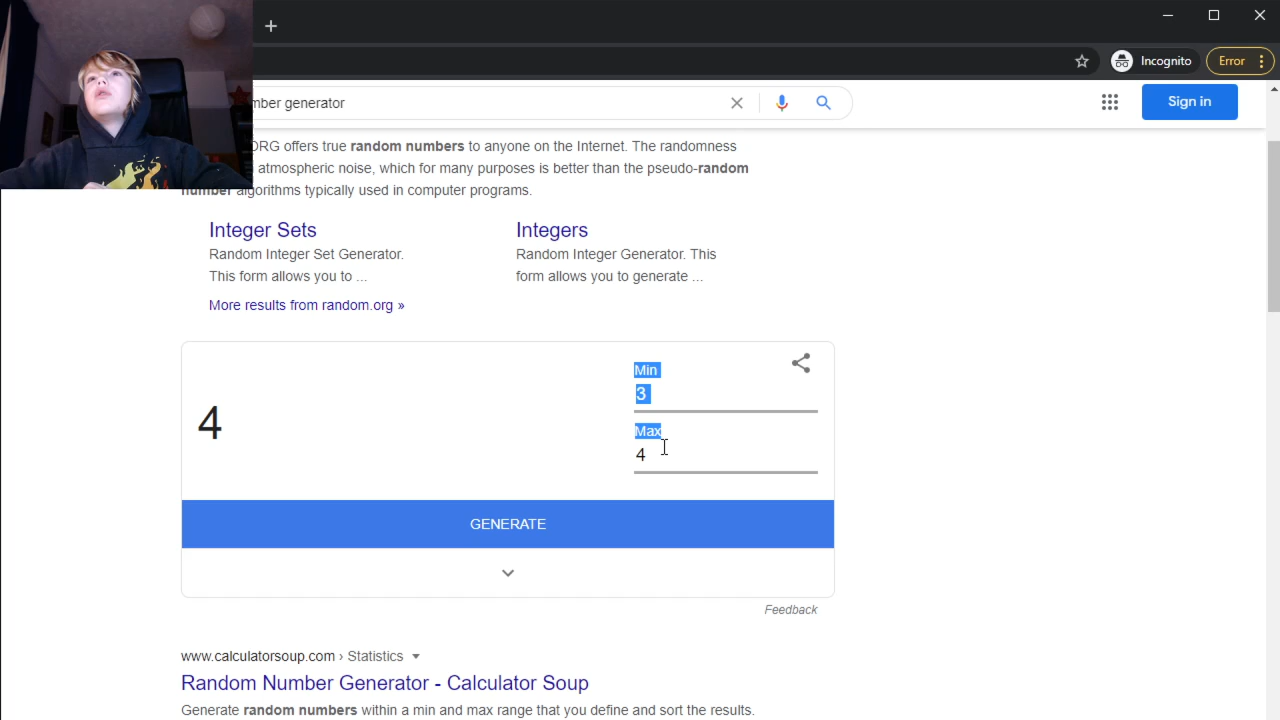 Incognito
Error
mber generator
Sign in
ORG offers true random numbers to anyone on the Internet. The randomness
atmospheric noise, which for many purposes is better than the pseudo-random
number algorithms typically used in computer programs.
Integer Sets
Integers
Random Integer Set Generator.
This form allows you to ...
Random Integer Generator. This
form allows you to generate ...
More results from random.org »
4
Min
3
Max
4
GENERATE
Feedback
www.calculatorsoup.com › Statistics
Random Number Generator - Calculator Soup
Generate random numbers within a min and max range that you define and sort the results.